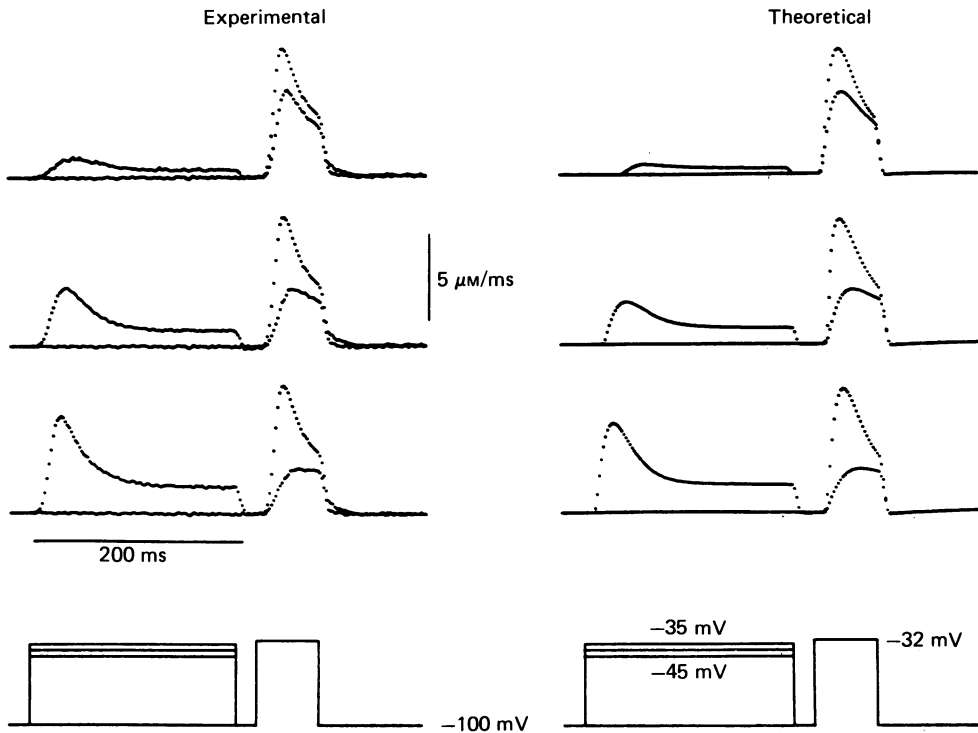 Experimental
Theoretical
5 μM/ms
200 ms
−35 mV
−32 mV
−45 mV
−100 mV